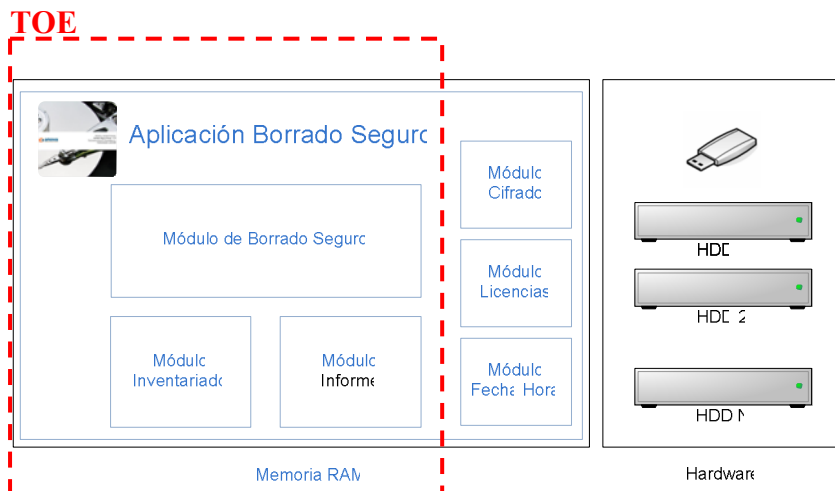 TOE
Aplicación Borrado Seguro
Módulo de Borrado Seguro
Módulo
Inventariado
Módulo
Informe
Módulo
Cifrado
Módulo
Licencias
Módulo
Fecha Hora
Memoria RAM
HDD
HDD 2
HDD N
Hardware